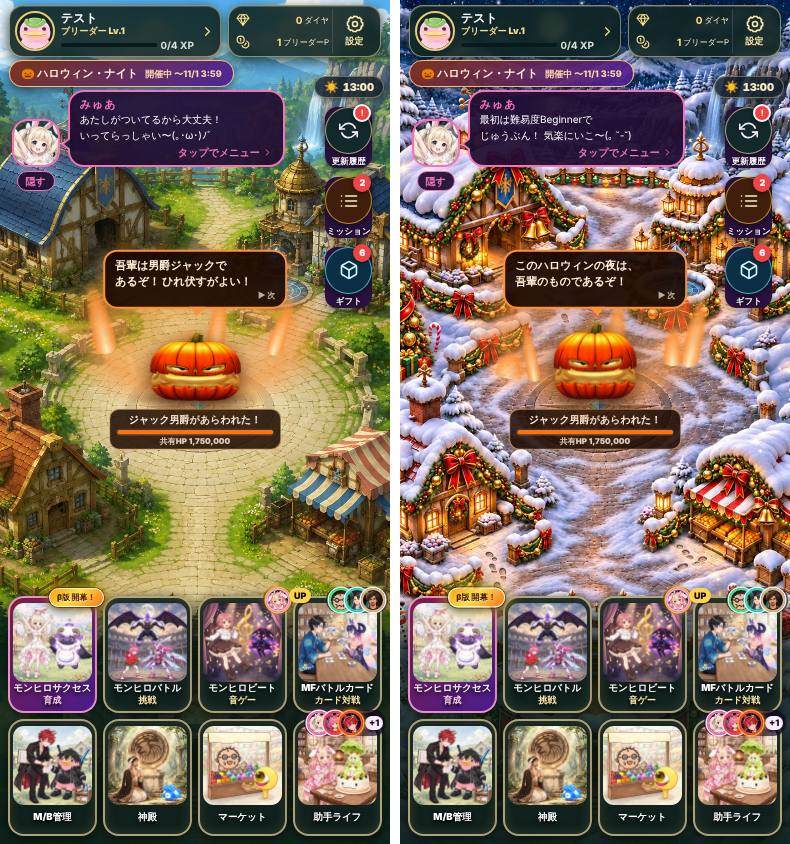 テスト
ブリーダー Lv.1
0/4 XP
0 ダイヤ
1 ブリーダーP
設定
ハロウィン・ナイト 開催中 〜11/1 3:59
13:00
みゅあ
あたしがついてるから大丈夫！
いってらっしゃい〜(｡･ω･)ﾉﾞ
タップでメニュー
隠す
!
更新履歴
2
ミッション
6
ギフト
吾輩は男爵ジャックで
あるぞ！ ひれ伏すがよい！
▶ 次
ジャック男爵があらわれた！
共有HP 1,750,000
β版 開幕！
UP
モンヒロサクセス
育成
モンヒロバトル
挑戦
モンヒロビート
音ゲー
MFバトルカード
カード対戦
+1
M/B管理
神殿
マーケット
助手ライフ
テスト
ブリーダー Lv.1
0/4 XP
0 ダイヤ
1 ブリーダーP
設定
ハロウィン・ナイト 開催中 〜11/1 3:59
13:00
みゅあ
最初は難易度Beginnerで
じゅうぶん！ 気楽にいこ〜(｡ˉ-ˉ)
タップでメニュー
隠す
!
更新履歴
2
ミッション
6
ギフト
このハロウィンの夜は、
吾輩のものであるぞ！
▶ 次
ジャック男爵があらわれた！
共有HP 1,750,000
β版 開幕！
UP
モンヒロサクセス
育成
モンヒロバトル
挑戦
モンヒロビート
音ゲー
MFバトルカード
カード対戦
+1
M/B管理
神殿
マーケット
助手ライフ